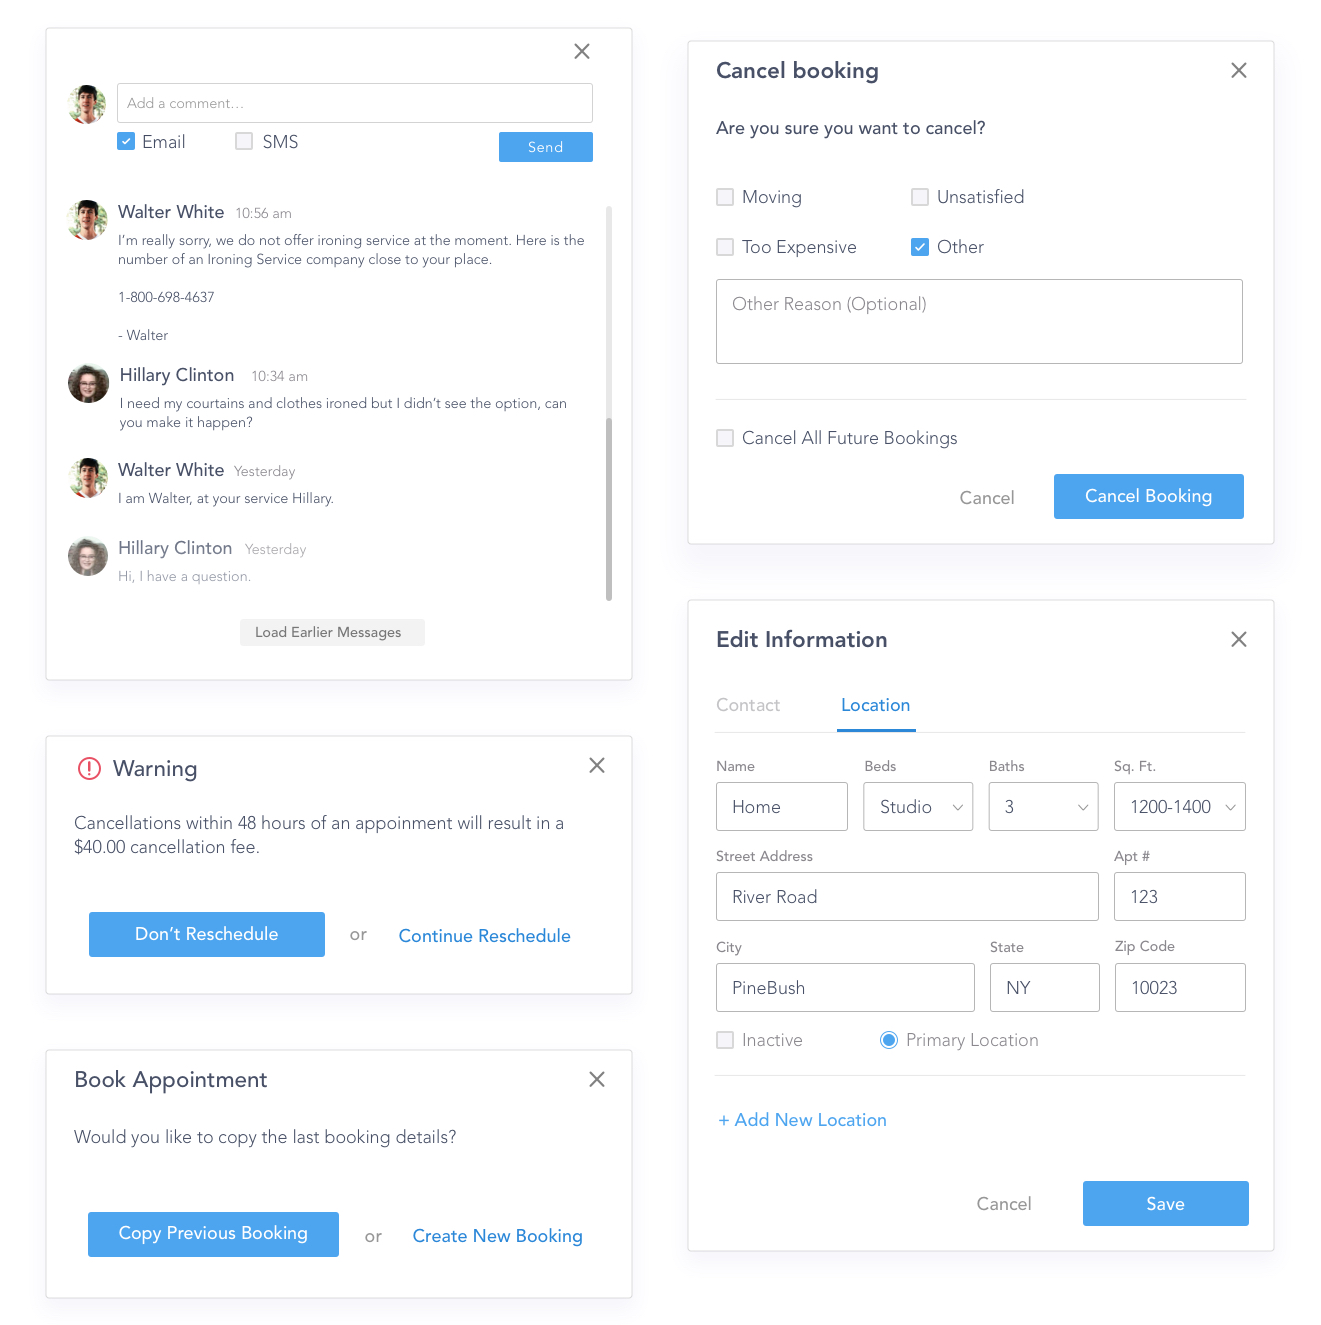 Add a comment...
Email
SMS
Send
Walter White 10:56 am
I'm really sorry, we do not offer ironing service at the moment. Here is the
number of an Ironing Service company close to your place.
1-800-698-4637
- Walter
Hillary Clinton 10:34 am
I need my courtains and clothes ironed but I didn't see the option, can
you make it happen?
Walter White Yesterday
I am Walter, at your service Hillary.
Hillary Clinton Yesterday
Hi, I have a question.
Load Earlier Messages
Warning
Cancellations within 48 hours of an appoinment will result in a
$40.00 cancellation fee.
Don't Reschedule or Continue Reschedule
Book Appointment
Would you like to copy the last booking details?
Copy Previous Booking or Create New Booking
Cancel booking
Are you sure you want to cancel?
Moving
Unsatisfied
Too Expensive
Other
Other Reason (Optional)
Cancel All Future Bookings
Cancel
Cancel Booking
Edit Information
Contact
Location
Name Beds Baths Sq. Ft.
Home Studio 3 1200-1400
Street Address Apt #
River Road 123
City State Zip Code
PineBush NY 10023
Inactive
Primary Location
+ Add New Location
Cancel
Save